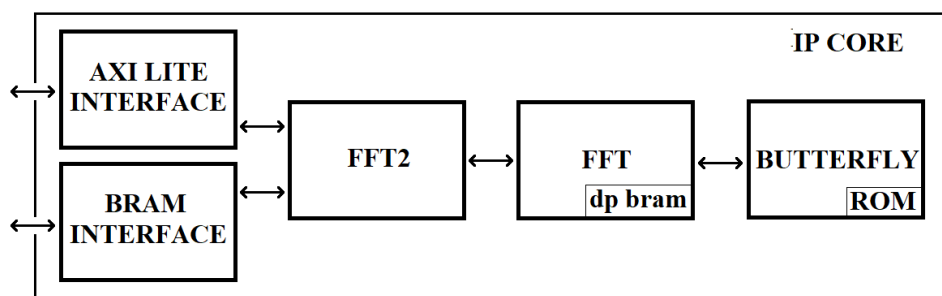 IP CORE
AXI LITE
INTERFACE
FFT2
FFT
dp bram
BUTTERFLY
ROM
BRAM
INTERFACE